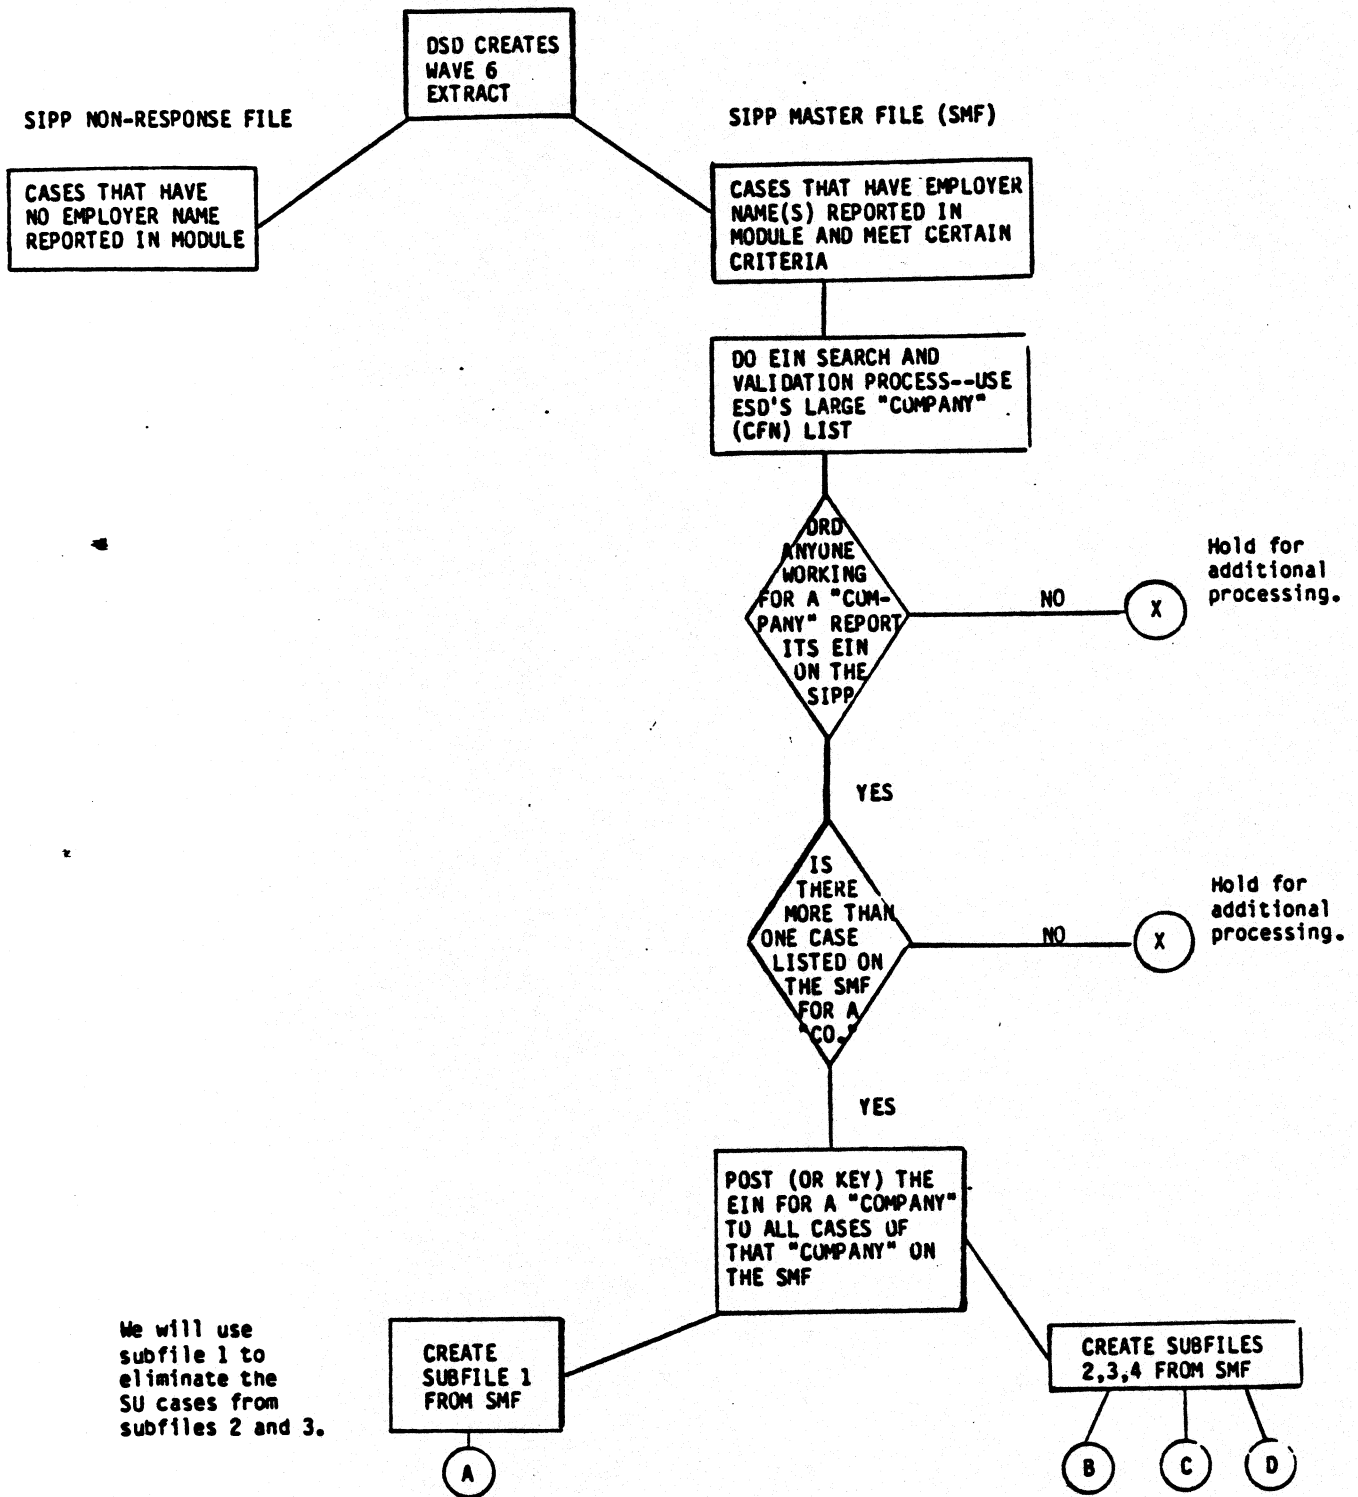 DSD CREATES
WAVE 6
EXTRACT
SIPP NON-RESPONSE FILE
SIPP MASTER FILE (SMF)
CASES THAT HAVE
NO EMPLOYER NAME
REPORTED IN MODULE
CASES THAT HAVE EMPLOYER
NAME(S) REPORTED IN
MODULE AND MEET CERTAIN
CRITERIA
DO EIN SEARCH AND
VALIDATION PROCESS--USE
ESD'S LARGE "COMPANY"
(CFN) LIST
DRD
ANYONE
WORKING
FOR A "COM-
PANY" REPORT
ITS EIN
ON THE
SIPP
NO
X
Hold for
additional
processing.
YES
IS
THERE
MORE THAN
ONE CASE
LISTED ON
THE SMF
FOR A
"CO."
NO
X
Hold for
additional
processing.
YES
POST (OR KEY) THE
EIN FOR A "COMPANY"
TO ALL CASES OF
THAT "COMPANY" ON
THE SMF
We will use
subfile 1 to
eliminate the
SU cases from
subfiles 2 and 3.
CREATE
SUBFILE 1
FROM SMF
CREATE SUBFILES
2,3,4 FROM SMF
A
B
C
D